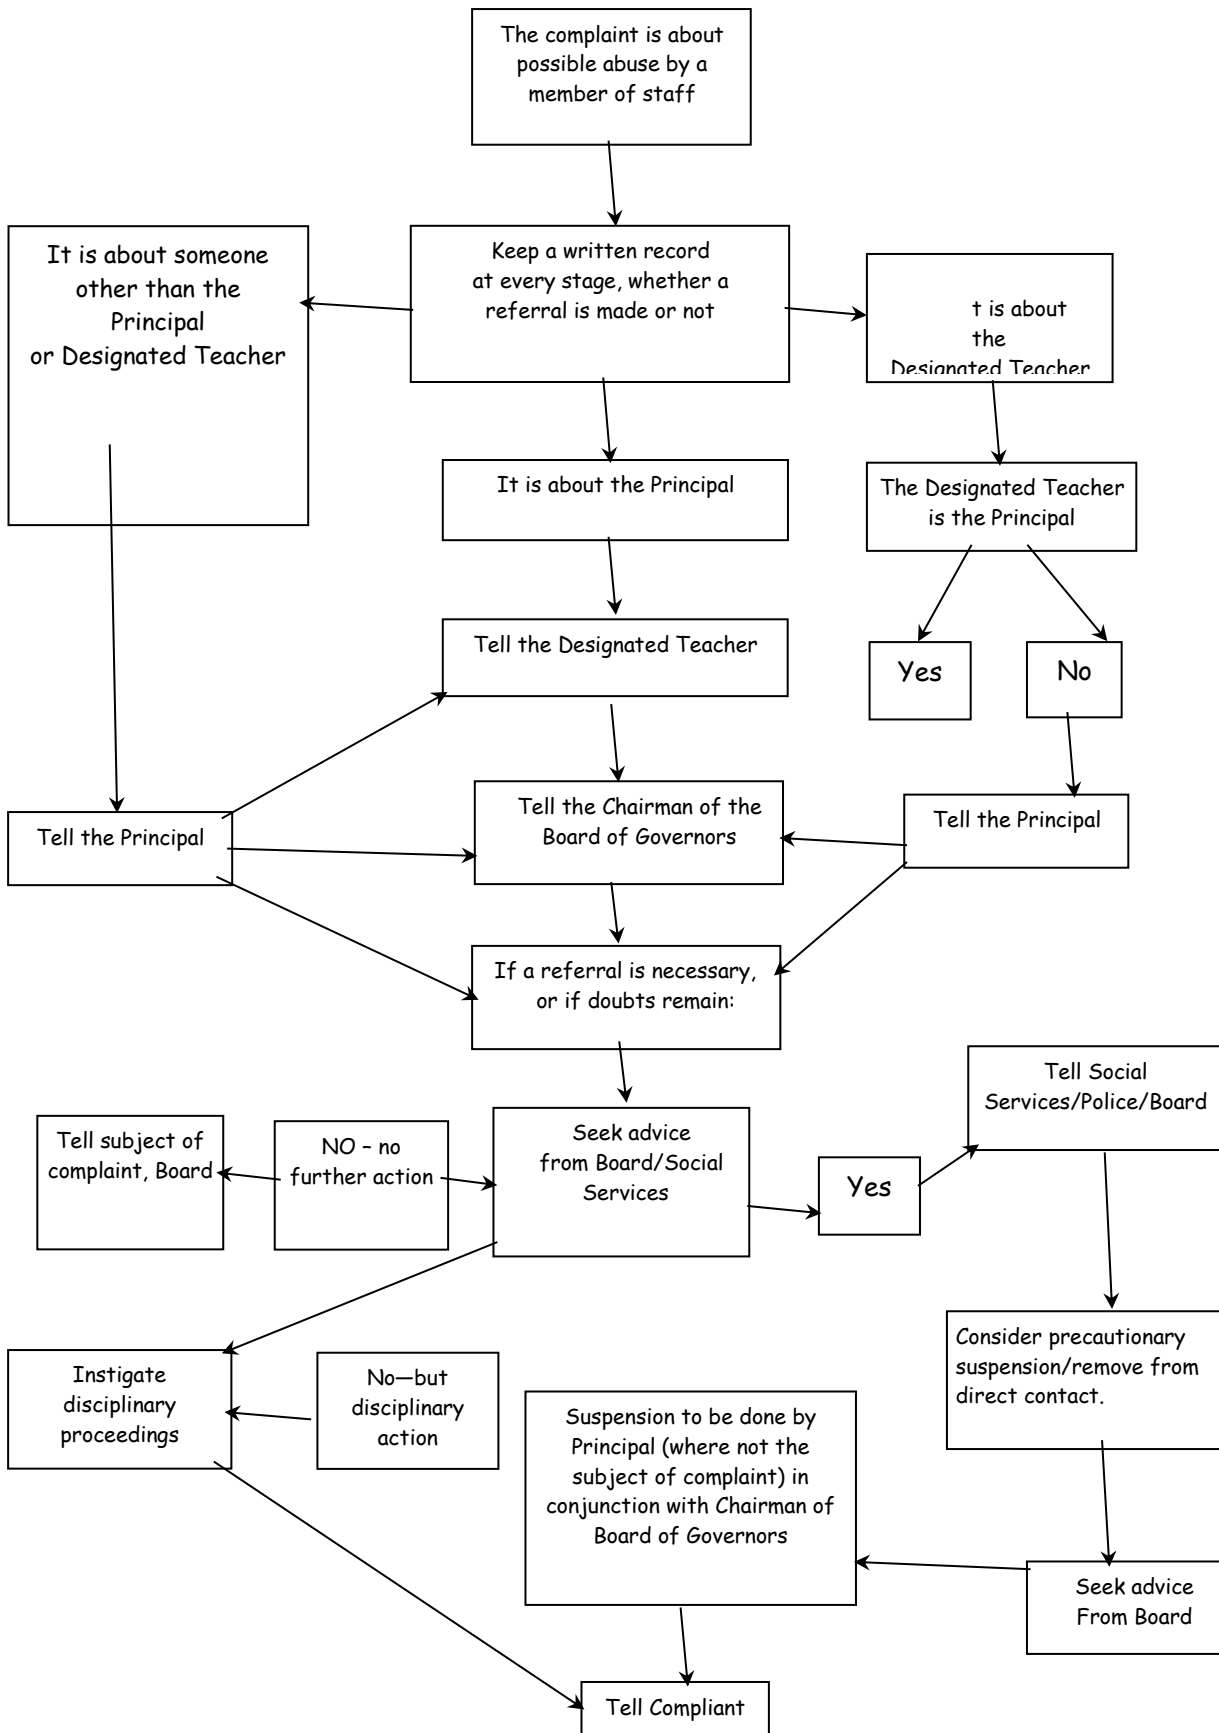 The complaint is about
possible abuse by a
member of staff
It is about someone
other than the
Principal
or Designated Teacher
Keep a written record
at every stage, whether a
referral is made or not
t is about
the
Designated Teacher
It is about the Principal
The Designated Teacher
is the Principal
Tell the Designated Teacher
Yes
No
Tell the Principal
Tell the Chairman of the
Board of Governors
Tell the Principal
If a referral is necessary,
or if doubts remain:
Tell Social
Services/Police/Board
Tell subject of
complaint, Board
NO – no
further action
Seek advice
from Board/Social
Services
Yes
Consider precautionary
suspension/remove from
direct contact.
Instigate
disciplinary
proceedings
No—but
disciplinary
action
Suspension to be done by
Principal (where not the
subject of complaint) in
conjunction with Chairman of
Board of Governors
Seek advice
From Board
Tell Compliant